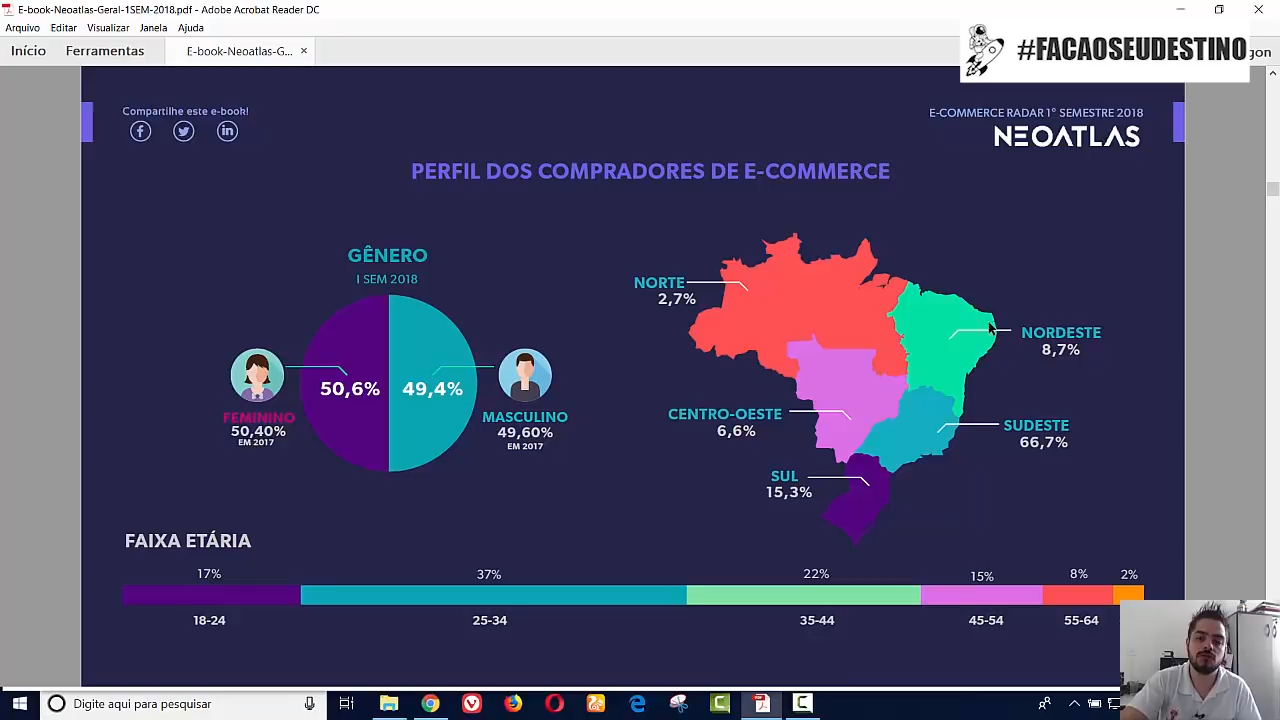 E-book-Neoatlas-Geral-1SEM-2018.pdf - Adobe Acrobat Reader DC
Arquivo Editar Visualizar Janela Ajuda
Início Ferramentas E-book-Neoatlas-G... ×
#FACAOSEUDESTINO
Compartilhe este e-book!
E-COMMERCE RADAR 1° SEMESTRE 2018
NEOATLAS
PERFIL DOS COMPRADORES DE E-COMMERCE
GÊNERO
I SEM 2018
50,6% 49,4%
FEMININO
50,40%
EM 2017
MASCULINO
49,60%
EM 2017
NORTE
2,7%
NORDESTE
8,7%
CENTRO-OESTE
6,6%
SUDESTE
66,7%
SUL
15,3%
FAIXA ETÁRIA
17% 37% 22% 15% 8% 2%
18-24 25-34 35-44 45-54 55-64
Digite aqui para pesquisar